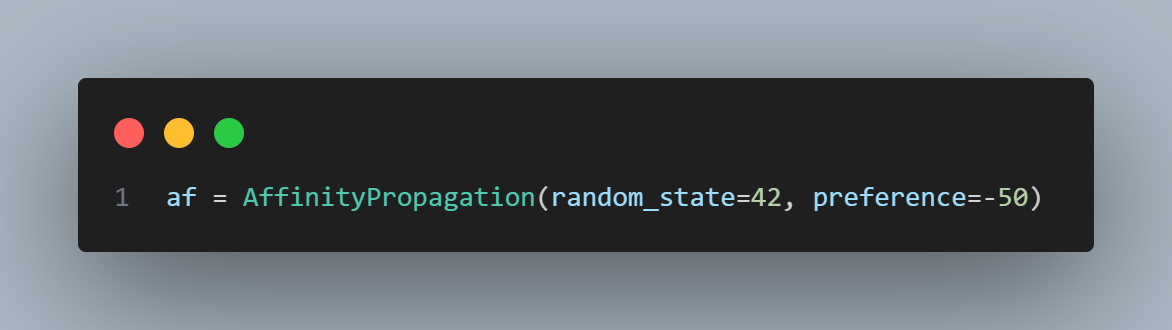 1 af = AffinityPropagation(random_state=42, preference=-50)